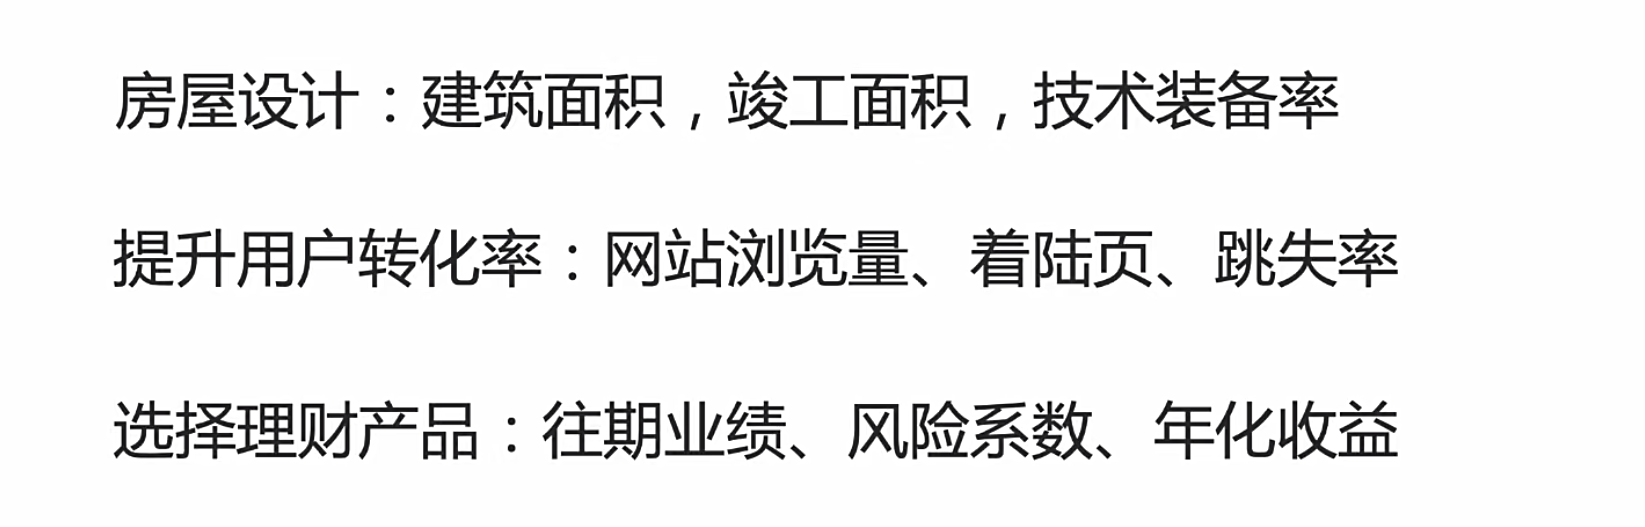 房屋设计：建筑面积，竣工面积，技术装备率
提升用户转化率：网站浏览量、着陆页、跳失率
选择理财产品：往期业绩、风险系数、年化收益